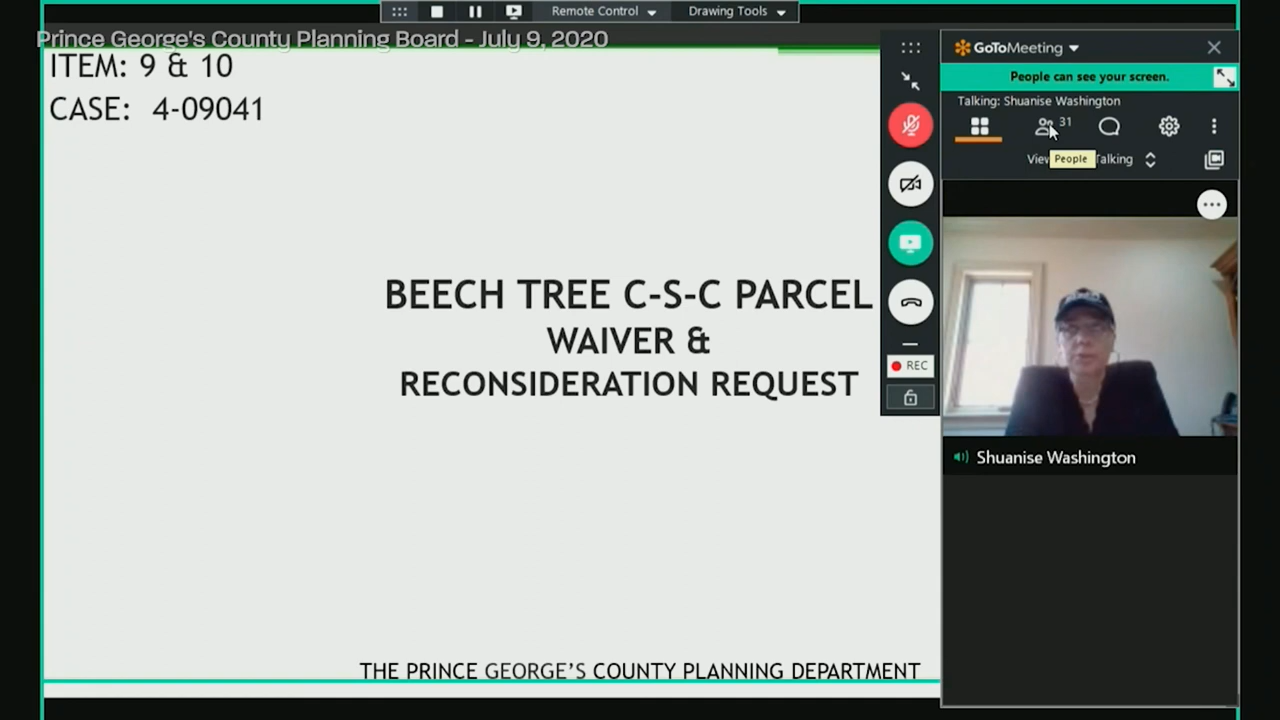 Remote Control
Drawing Tools
Prince George's County Planning Board - July 9, 2020
ITEM: 9 & 10
CASE: 4-09041
BEECH TREE C-S-C PARCEL
WAIVER &
RECONSIDERATION REQUEST
THE PRINCE GEORGE'S COUNTY PLANNING DEPARTMENT
REC
GoToMeeting
People can see your screen.
Talking: Shuanise Washington
31
View
People
Talking
Shuanise Washington